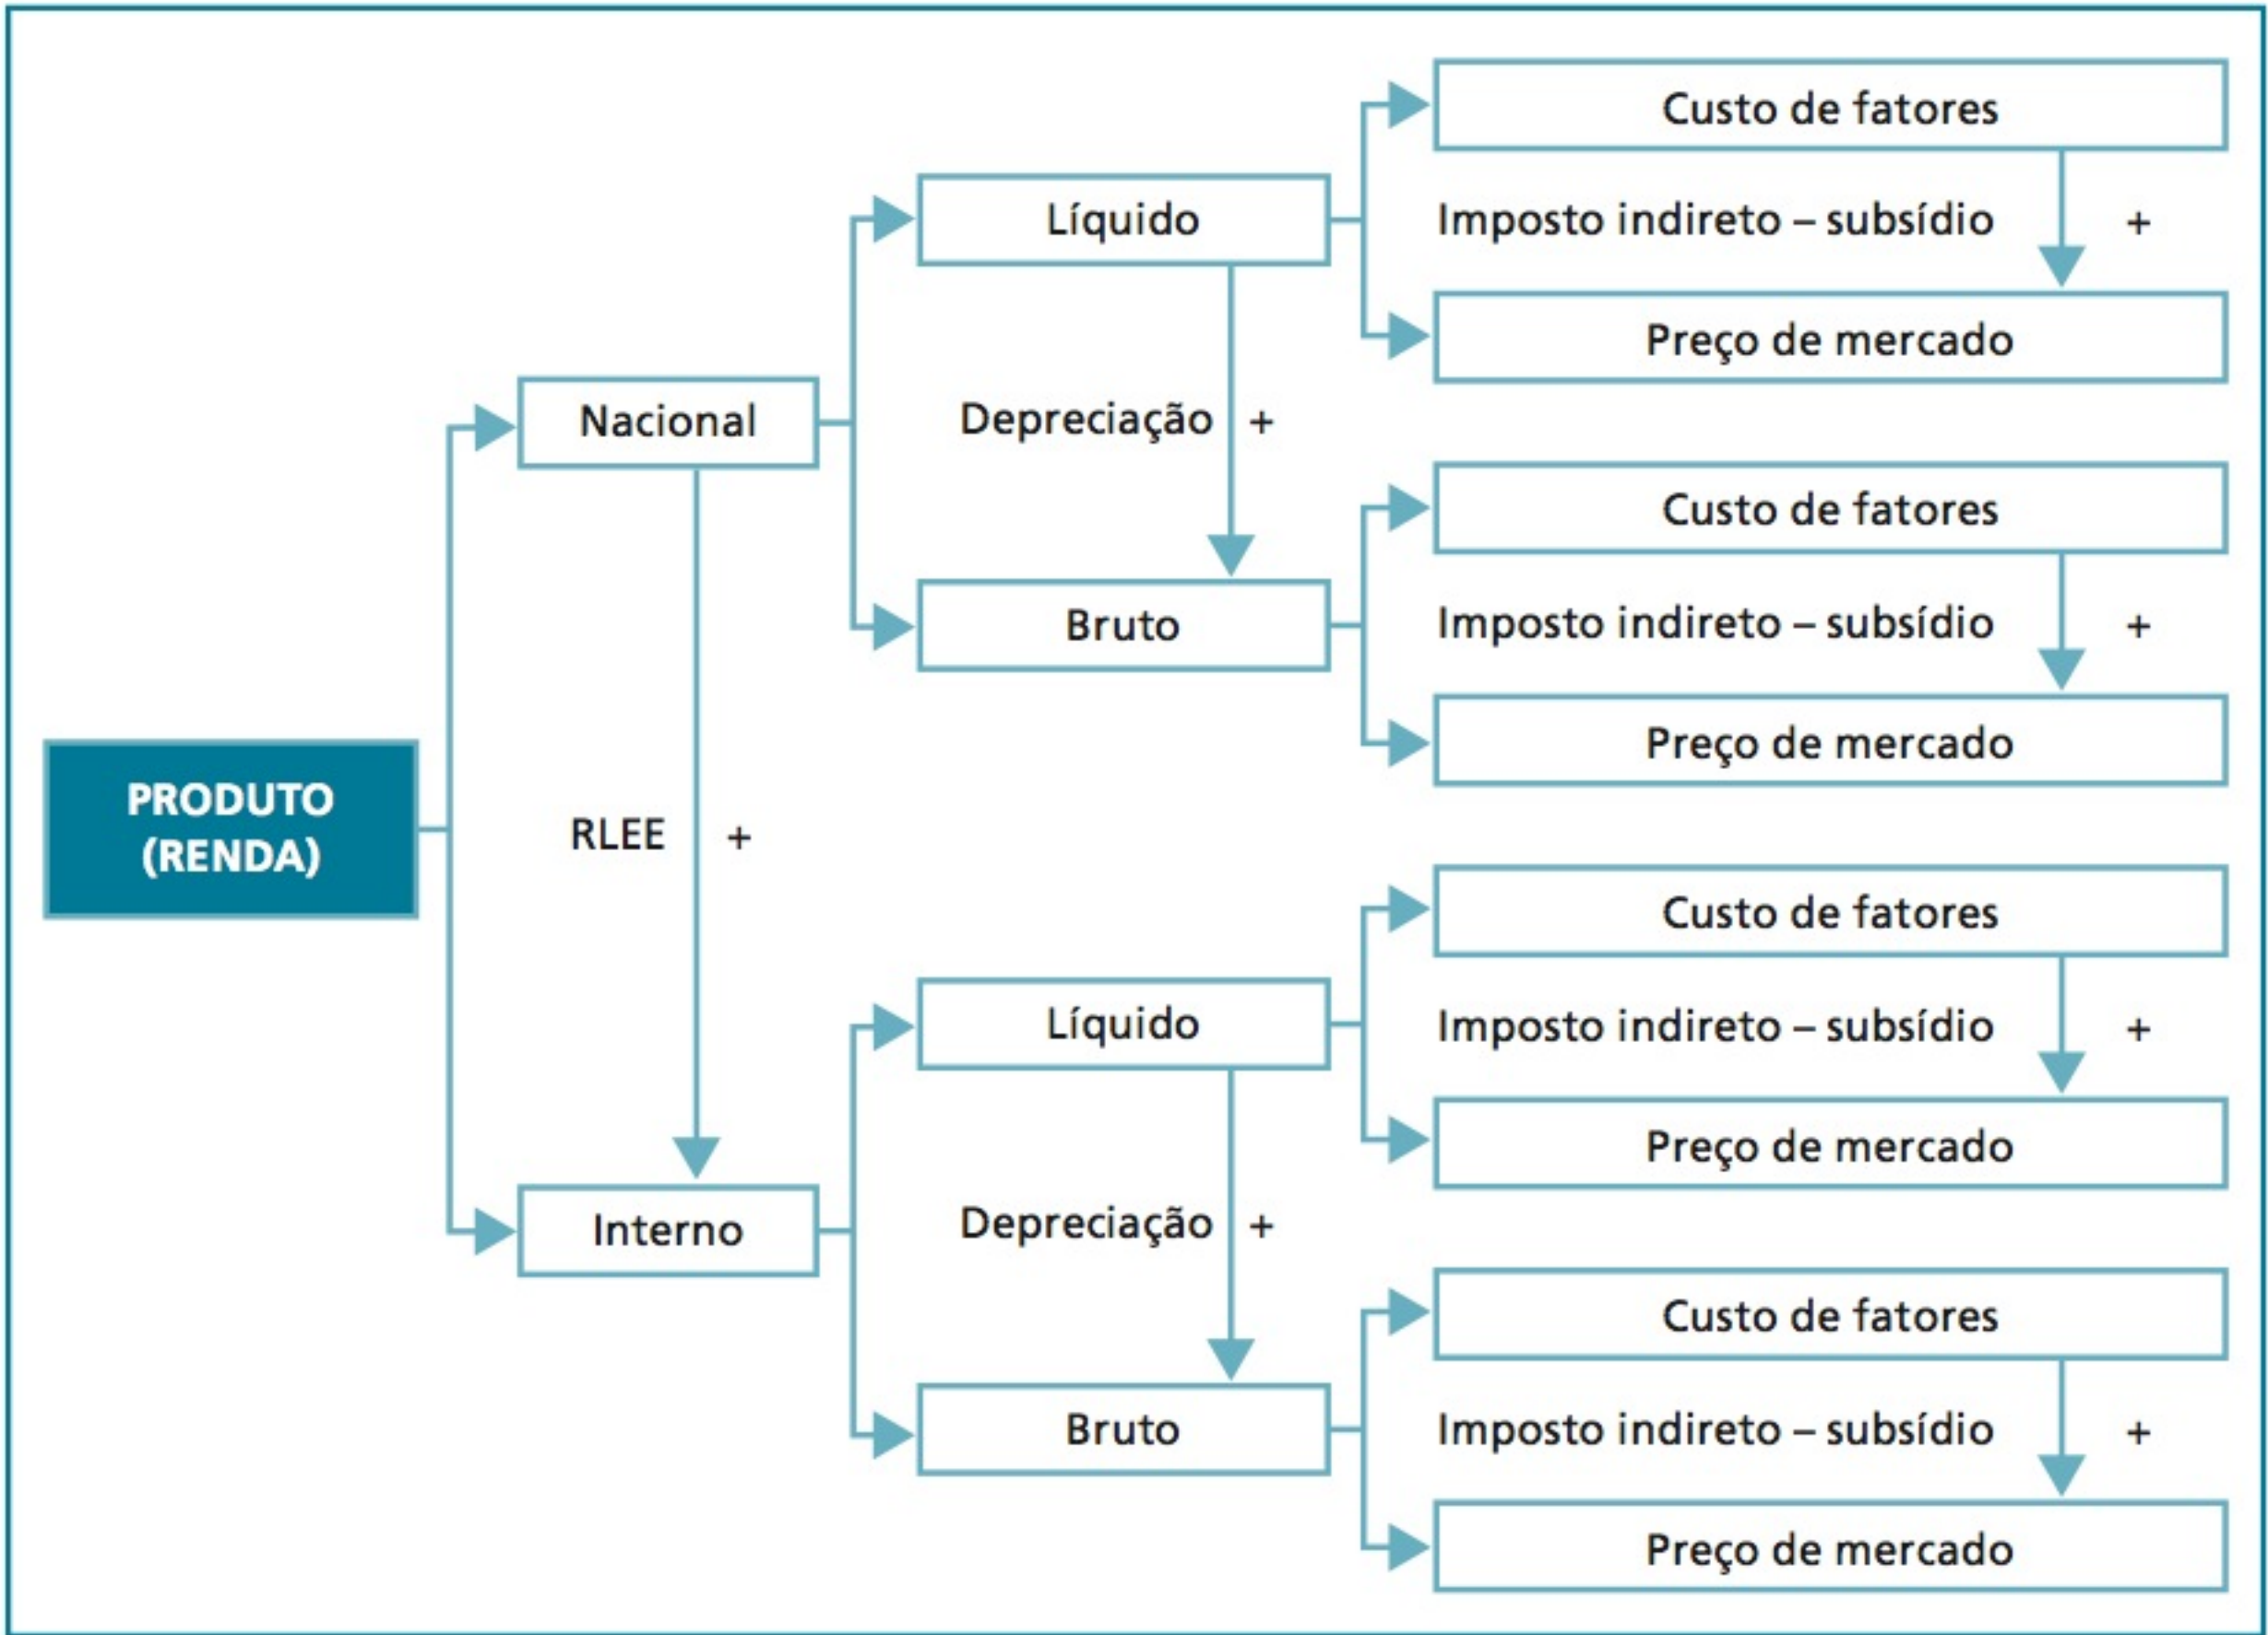 PRODUTO
(RENDA)
Nacional
RLEE +
Interno
Líquido
Depreciação +
Bruto
Líquido
Depreciação +
Bruto
Custo de fatores
Imposto indireto – subsídio +
Preço de mercado
Custo de fatores
Imposto indireto – subsídio +
Preço de mercado
Custo de fatores
Imposto indireto – subsídio +
Preço de mercado
Custo de fatores
Imposto indireto – subsídio +
Preço de mercado